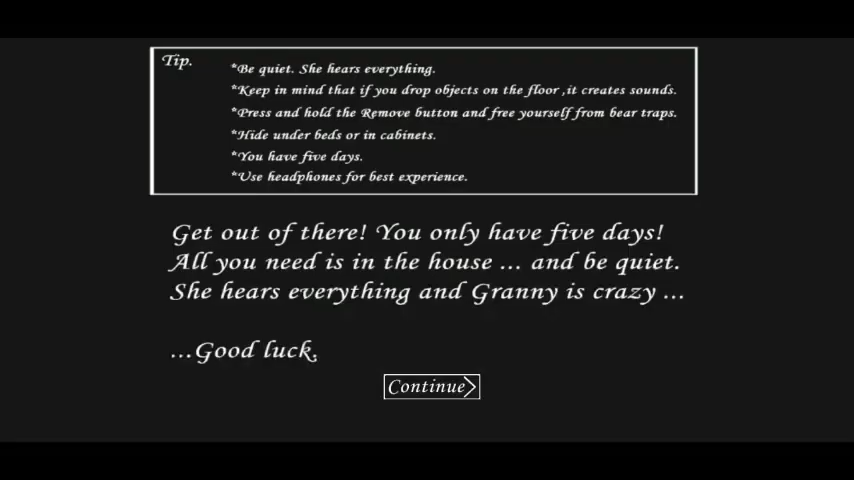 Tip.
*Be quiet. She hears everything.
*Keep in mind that if you drop objects on the floor ,it creates sounds.
*Press and hold the Remove button and free yourself from bear traps.
*Hide under beds or in cabinets.
*You have five days.
*Use headphones for best experience.
Get out of there! You only have five days!
All you need is in the house ... and be quiet.
She hears everything and Granny is crazy ...
...Good luck.
Continue>